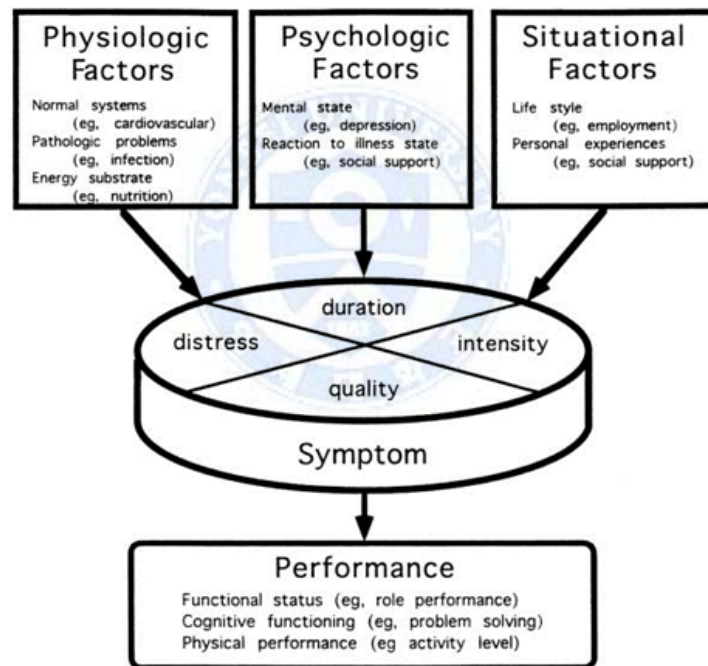 Physiologic
Factors
Normal systems
(eg, cardiovascular)
Pathologic problems
(eg, infection)
Energy substrate
(eg, nutrition)
Psychologic
Factors
Mental state
(eg, depression)
Reaction to illness state
(eg, social support)
Situational
Factors
Life style
(eg, employment)
Personal experiences
(eg, social support)
duration
distress
intensity
quality
Symptom
Performance
Functional status (eg, role performance)
Cognitive functioning (eg, problem solving)
Physical performance (eg activity level)